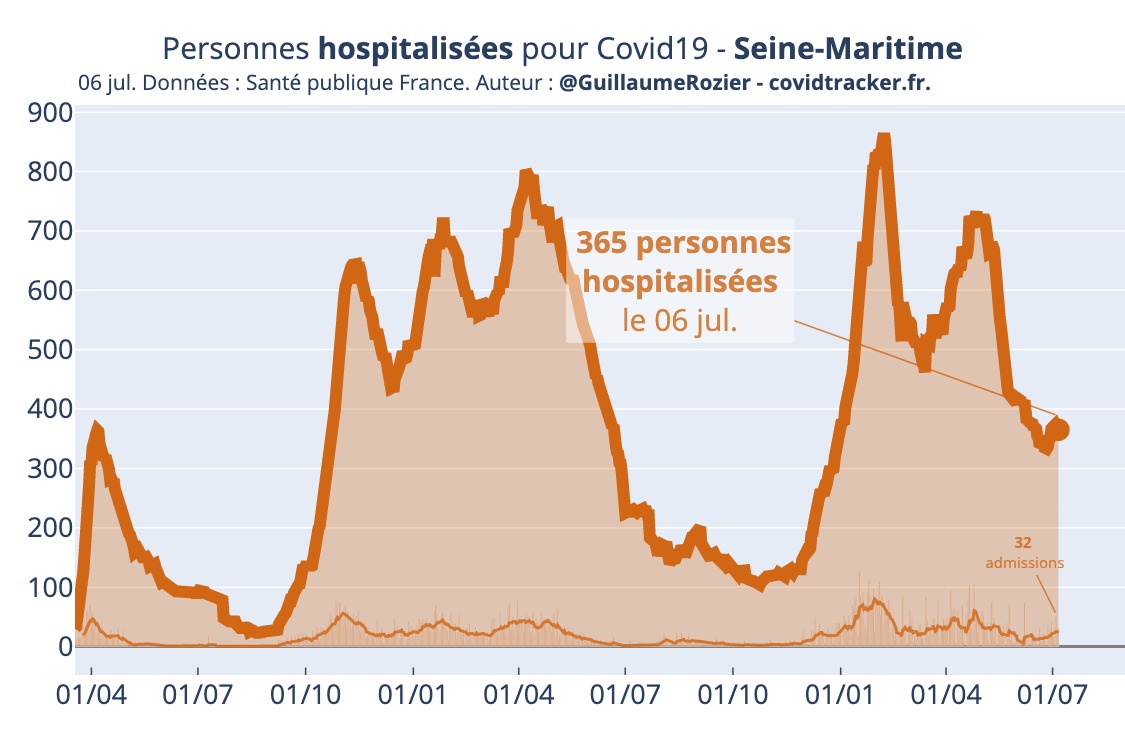 Personnes hospitalisées pour Covid19 - Seine-Maritime
06 jul. Données : Santé publique France. Auteur : @GuillaumeRozier - covidtracker.fr.
900
800
700
600
500
400
300
200
100
0
365 personnes
hospitalisées
le 06 jul.
32
admissions
01/04 01/07 01/10 01/01 01/04 01/07 01/10 01/01 01/04 01/07